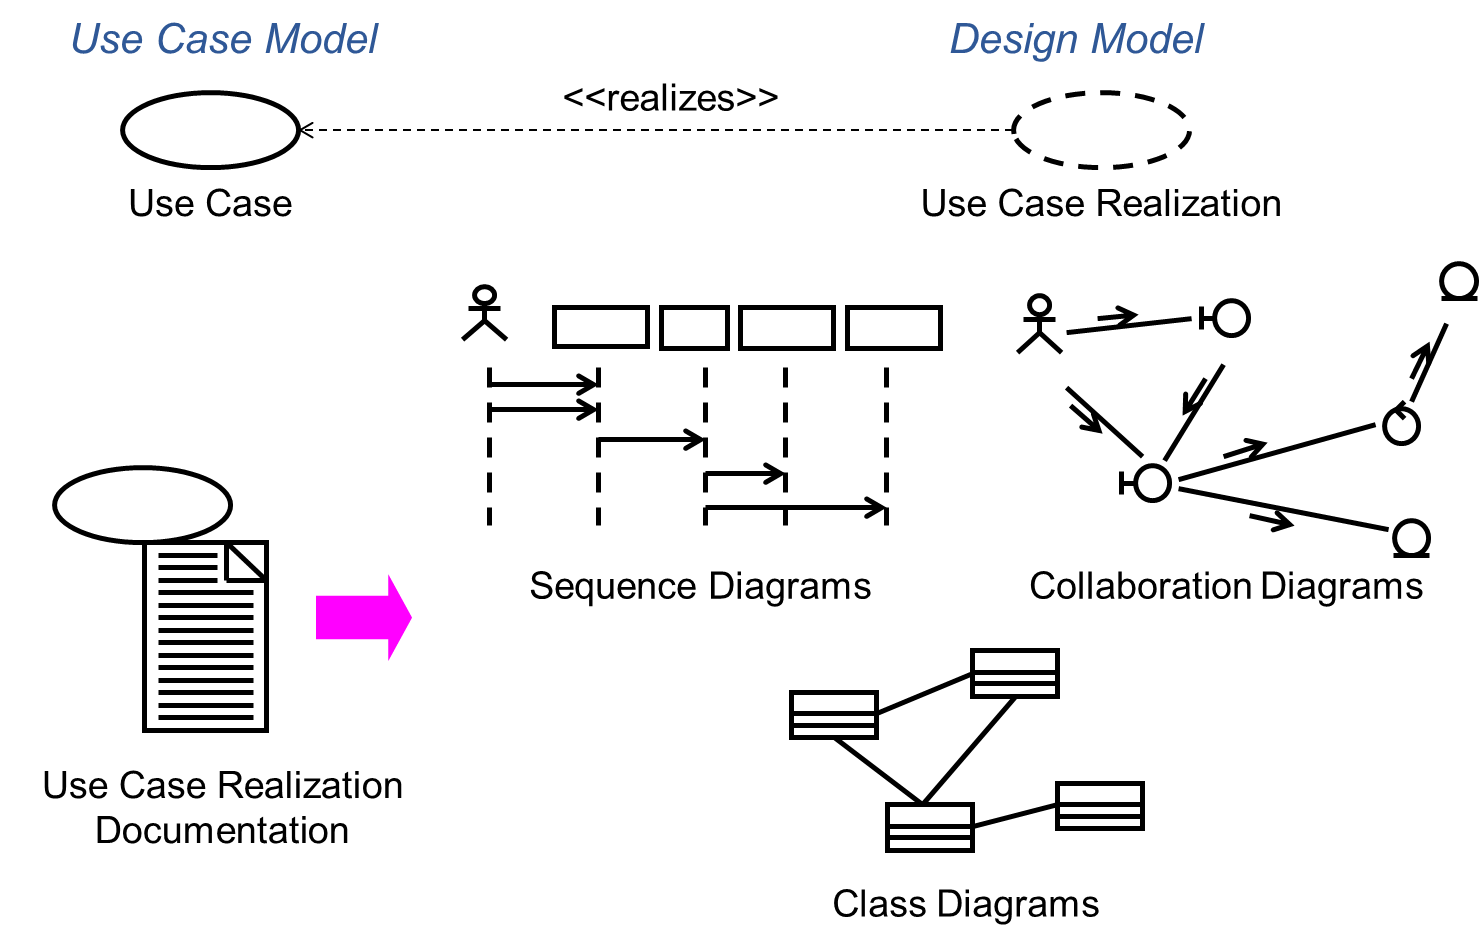 Use Case Model
Design Model
<<realizes>>
Use Case
Use Case Realization
Sequence Diagrams
Collaboration Diagrams
Use Case Realization
Documentation
Class Diagrams